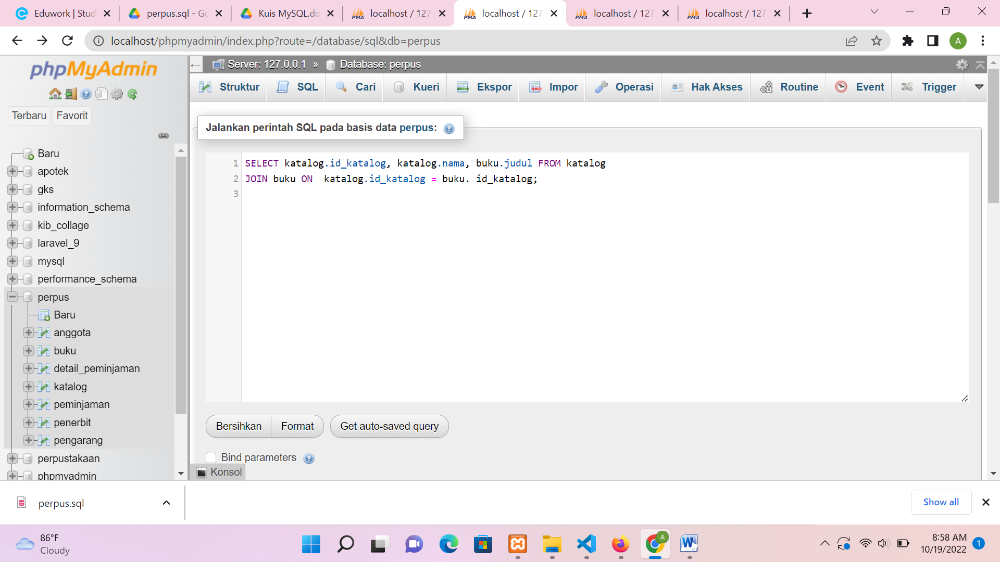 Eduwork | Stud
perpus.sql - Go
Kuis MySQL.do
localhost / 127
localhost / 127
localhost / 127
localhost / 127
localhost/phpmyadmin/index.php?route=/database/sql&db=perpus
A
phpMyAdmin
Terbaru
Favorit
Baru
apotek
gks
information_schema
kib_collage
laravel_9
mysql
performance_schema
perpus
Baru
anggota
buku
detail_peminjaman
katalog
peminjaman
penerbit
pengarang
perpustakaan
phpmyadmin
Server: 127.0.0.1 » Database: perpus
Struktur
SQL
Cari
Kueri
Ekspor
Impor
Operasi
Hak Akses
Routine
Event
Trigger
Jalankan perintah SQL pada basis data perpus:
1 SELECT katalog.id_katalog, katalog.nama, buku.judul FROM katalog
2 JOIN buku ON  katalog.id_katalog = buku. id_katalog;
3
Bersihkan
Format
Get auto-saved query
Bind parameters
Konsol
perpus.sql
Show all
86°F
Cloudy
8:58 AM
10/19/2022
1